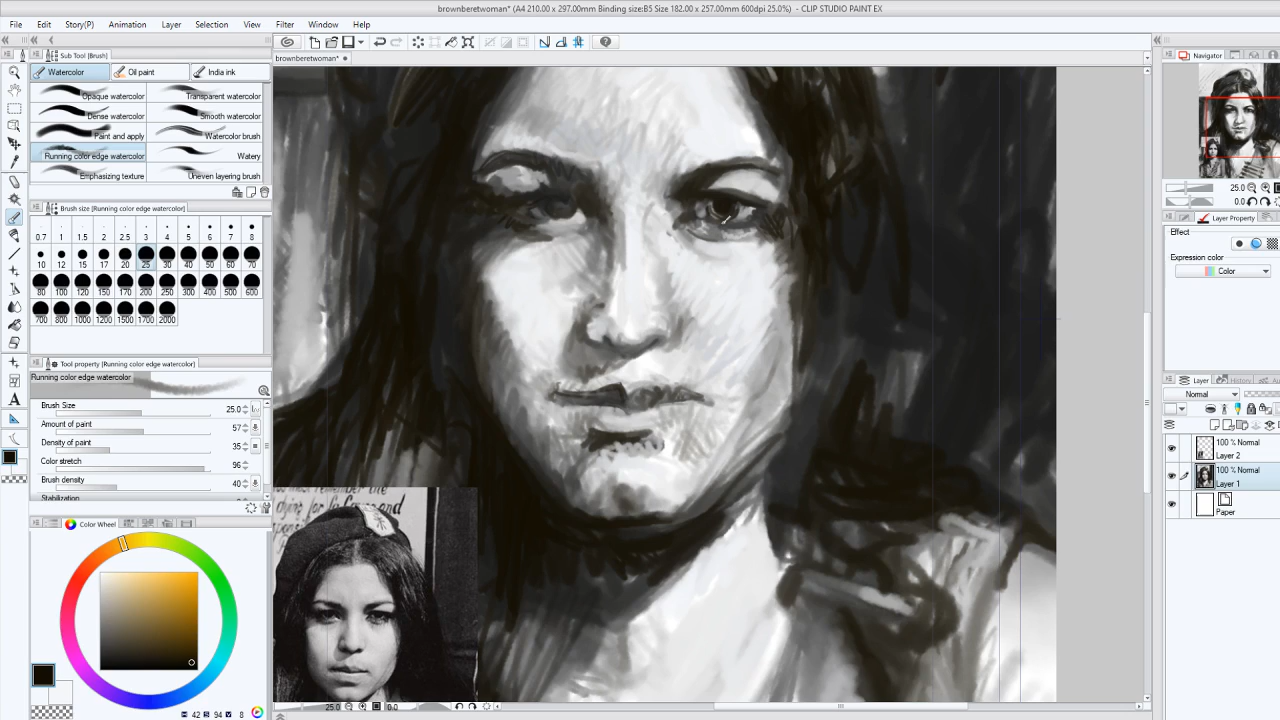 brownberetwoman* (A4 210.00 x 297.00mm Binding size:B5 Size 182.00 x 257.00mm 600dpi 25.0%) - CLIP STUDIO PAINT EX
File Edit Story(P) Animation Layer Selection View Filter Window Help
Sub Tool [Brush]
brownberetwoman*
Navigator
Watercolor Oil paint India ink
Opaque watercolor Transparent watercolor
Dense watercolor Smooth watercolor
Paint and apply Watercolor brush
Running color edge watercolor Watery
Emphasizing texture Uneven layering brush
25.0
0.0
Brush size [Running color edge watercolor]
0.7 1 1.5 2 2.5 3 4 5 6 7 8
10 12 15 17 20 25 30 40 50 60 70
80 100 120 150 170 200 250 300 400 500 600
700 800 1000 1200 1500 1700 2000
Layer Property
Effect
Expression color
Color
Tool property [Running color edge watercolor]
Running color edge watercolor
Brush Size 25.0
Amount of paint 57
Density of paint 35
Color stretch 96
Brush density 40
Stabilization
Layer History
Normal
100 % Normal
Layer 2
100 % Normal
Layer 1
Paper
Color Wheel
H 42 S 94 V 8
25.0 0.0